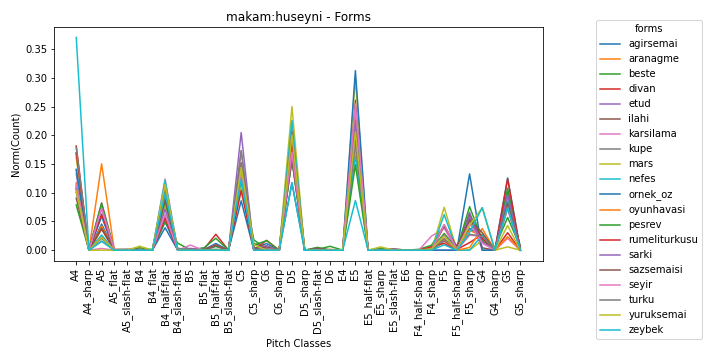 makam:huseyni - Forms
Norm(Count)
0.35
0.30
0.25
0.20
0.15
0.10
0.05
0.00
A4
A4_sharp
A5
A5_flat
A5_slash-flat
B4
B4_flat
B4_half-flat
B4_slash-flat
B5
B5_flat
B5_half-flat
B5_slash-flat
C5
C5_sharp
C6
C6_sharp
D5
D5_sharp
D5_slash-flat
D6
E4
E5
E5_half-flat
E5_sharp
E5_slash-flat
E6
F4_half-sharp
F4_sharp
F5
F5_half-sharp
F5_sharp
G4
G4_sharp
G5
G5_sharp
Pitch Classes
forms
agirsemai
aranagme
beste
divan
etud
ilahi
karsilama
kupe
mars
nefes
ornek_oz
oyunhavasi
pesrev
rumeliturkusu
sarki
sazsemaisi
seyir
turku
yuruksemai
zeybek